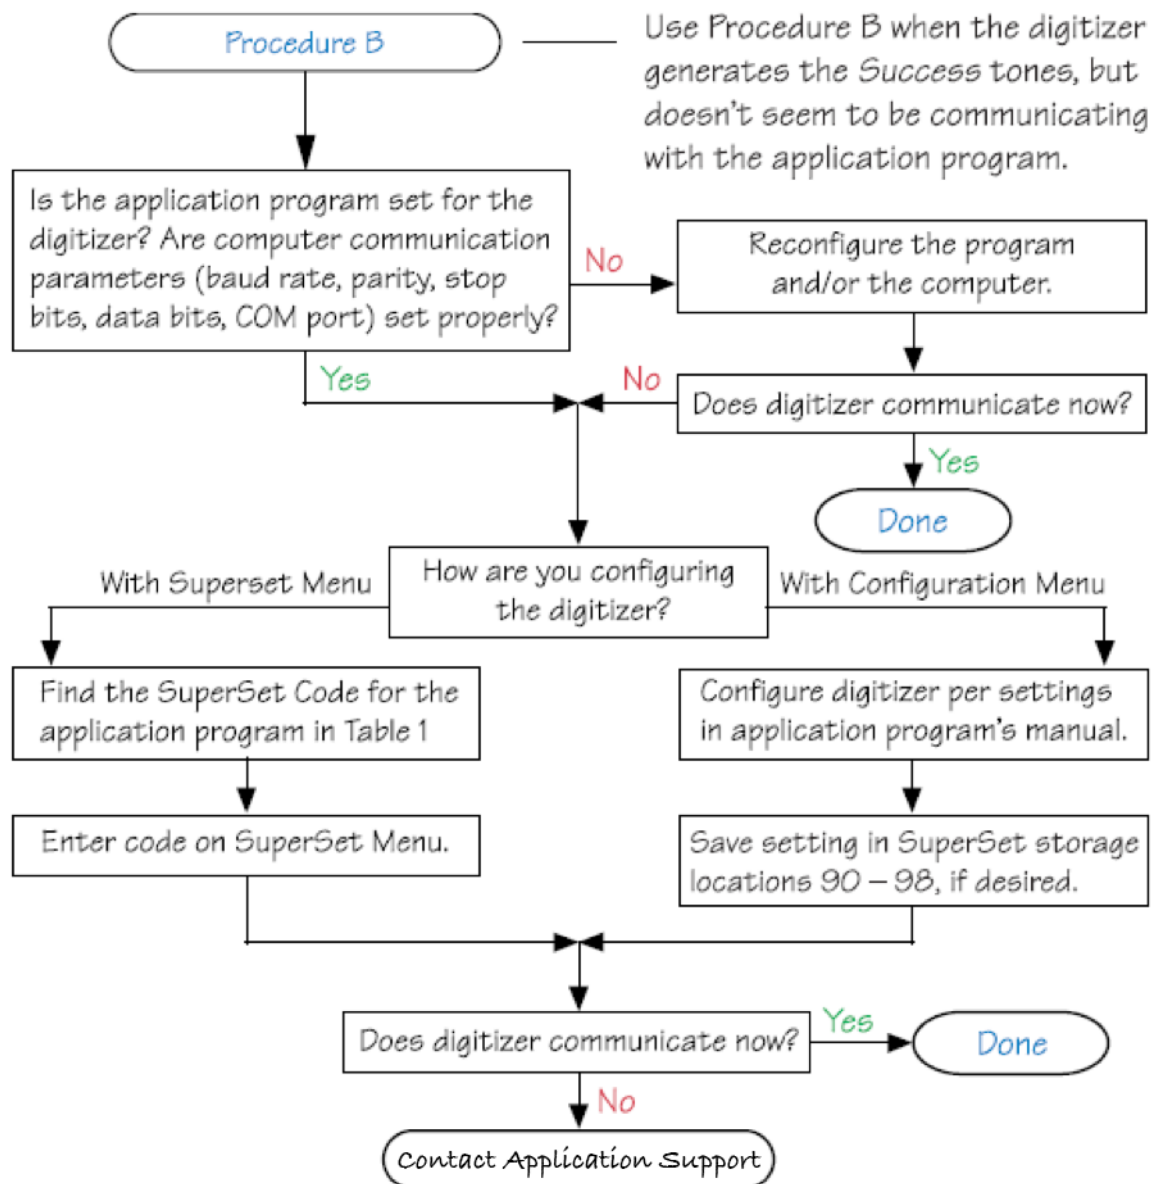 Procedure B
Use Procedure B when the digitizer
generates the Success tones, but
doesn't seem to be communicating
with the application program.
Is the application program set for the
digitizer? Are computer communication
parameters (baud rate, parity, stop
bits, data bits, COM port) set properly?
No
Reconfigure the program
and/or the computer.
Yes
No
Does digitizer communicate now?
Yes
Done
With Superset Menu
How are you configuring
the digitizer?
With Configuration Menu
Find the SuperSet Code for the
application program in Table 1
Configure digitizer per settings
in application program's manual.
Enter code on SuperSet Menu.
Save setting in SuperSet storage
locations 90 – 98, if desired.
Does digitizer communicate now?
Yes
Done
No
Contact Application Support